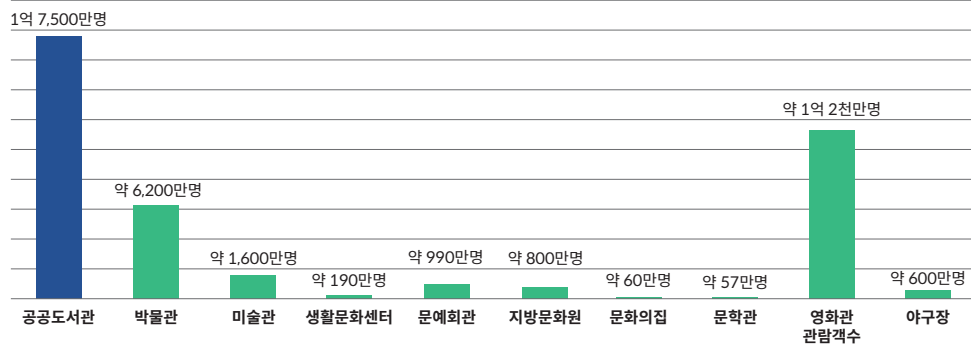 1억 7,500만명
약 6,200만명
약 1,600만명
약 190만명
약 990만명
약 800만명
약 60만명
약 57만명
약 1억 2천만명
약 600만명
공공도서관
박물관
미술관
생활문화센터
문예회관
지방문화원
문화의집
문학관
영화관
관람객수
야구장